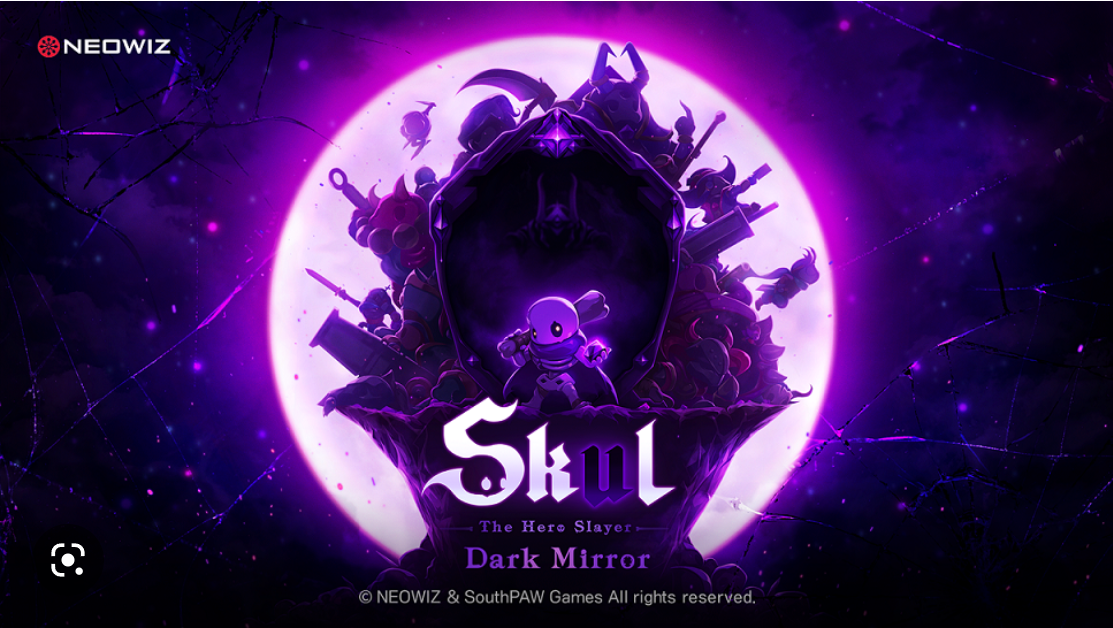 NEOWIZ
Skul
The Hero Slayer
Dark Mirror
© NEOWIZ & SouthPAW Games All rights reserved.